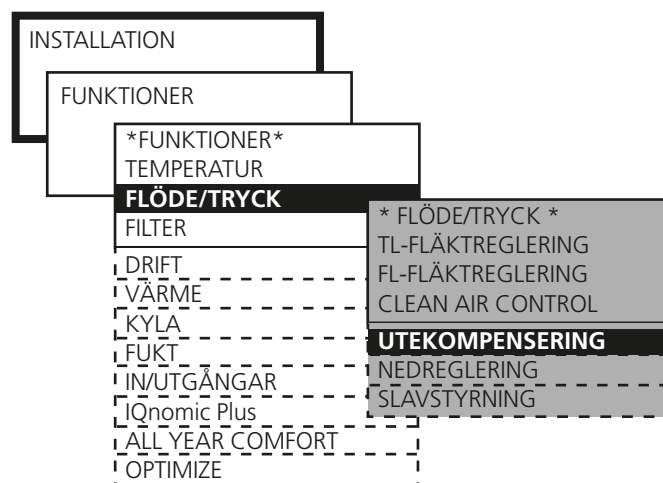 INSTALLATION
FUNKTIONER
*FUNKTIONER*
TEMPERATUR
FLÖDE/TRYCK
FILTER
DRIFT
VÄRME
KYLA
FUKT
IN/UTGÅNGAR
IQnomic Plus
ALL YEAR COMFORT
OPTIMIZE
* FLÖDE/TRYCK *
TL-FLÄKTREGLERING
FL-FLÄKTREGLERING
CLEAN AIR CONTROL
UTEKOMPENSERING
NEDREGLERING
SLAVSTYRNING